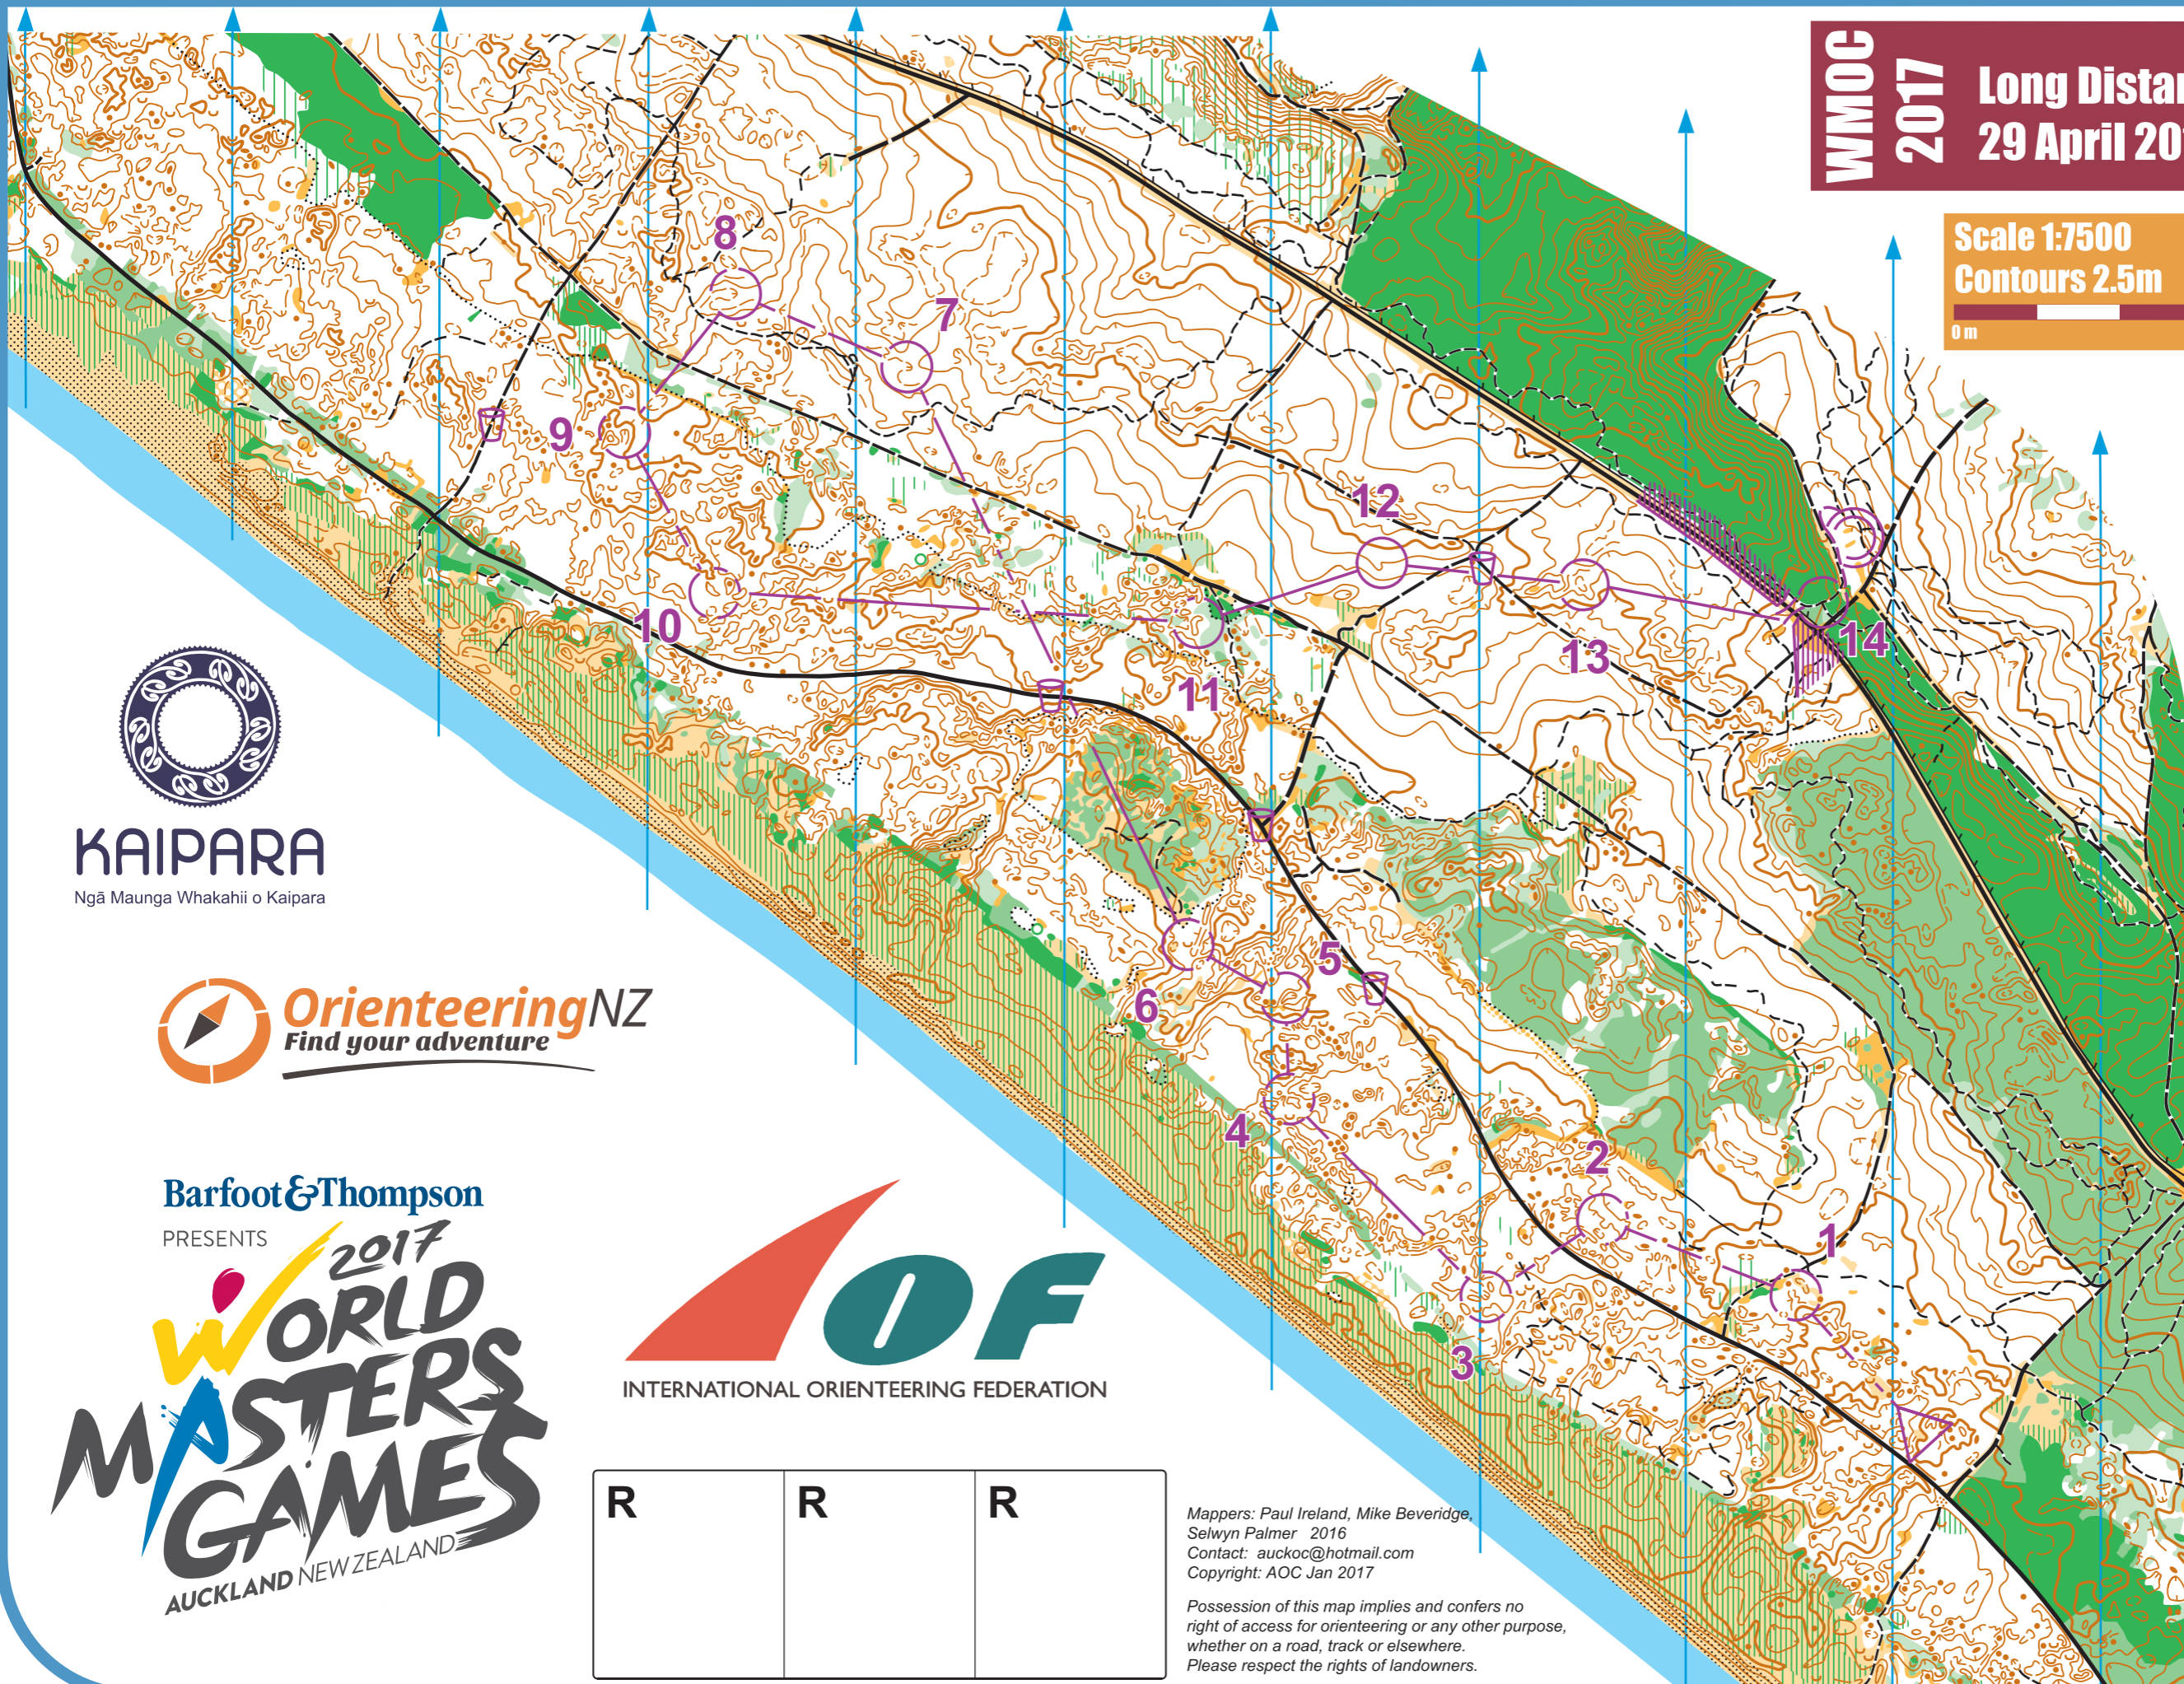 WMOC
2017
Long Distan
29 April 20
Scale 1:7500
Contours 2.5m
0 m
8
7
9
12
10
13
14
11
5
6
4
2
1
3
KAIPARA
Ngā Maunga Whakahii o Kaipara
OrienteeringNZ
Find your adventure
Barfoot&Thompson
PRESENTS
2017
WORLD
MASTERS
GAMES
AUCKLAND NEW ZEALAND
IOF
INTERNATIONAL ORIENTEERING FEDERATION
R R R
Mappers: Paul Ireland, Mike Beveridge,
Selwyn Palmer 2016
Contact: auckoc@hotmail.com
Copyright: AOC Jan 2017
Possession of this map implies and confers no
right of access for orienteering or any other purpose,
whether on a road, track or elsewhere.
Please respect the rights of landowners.